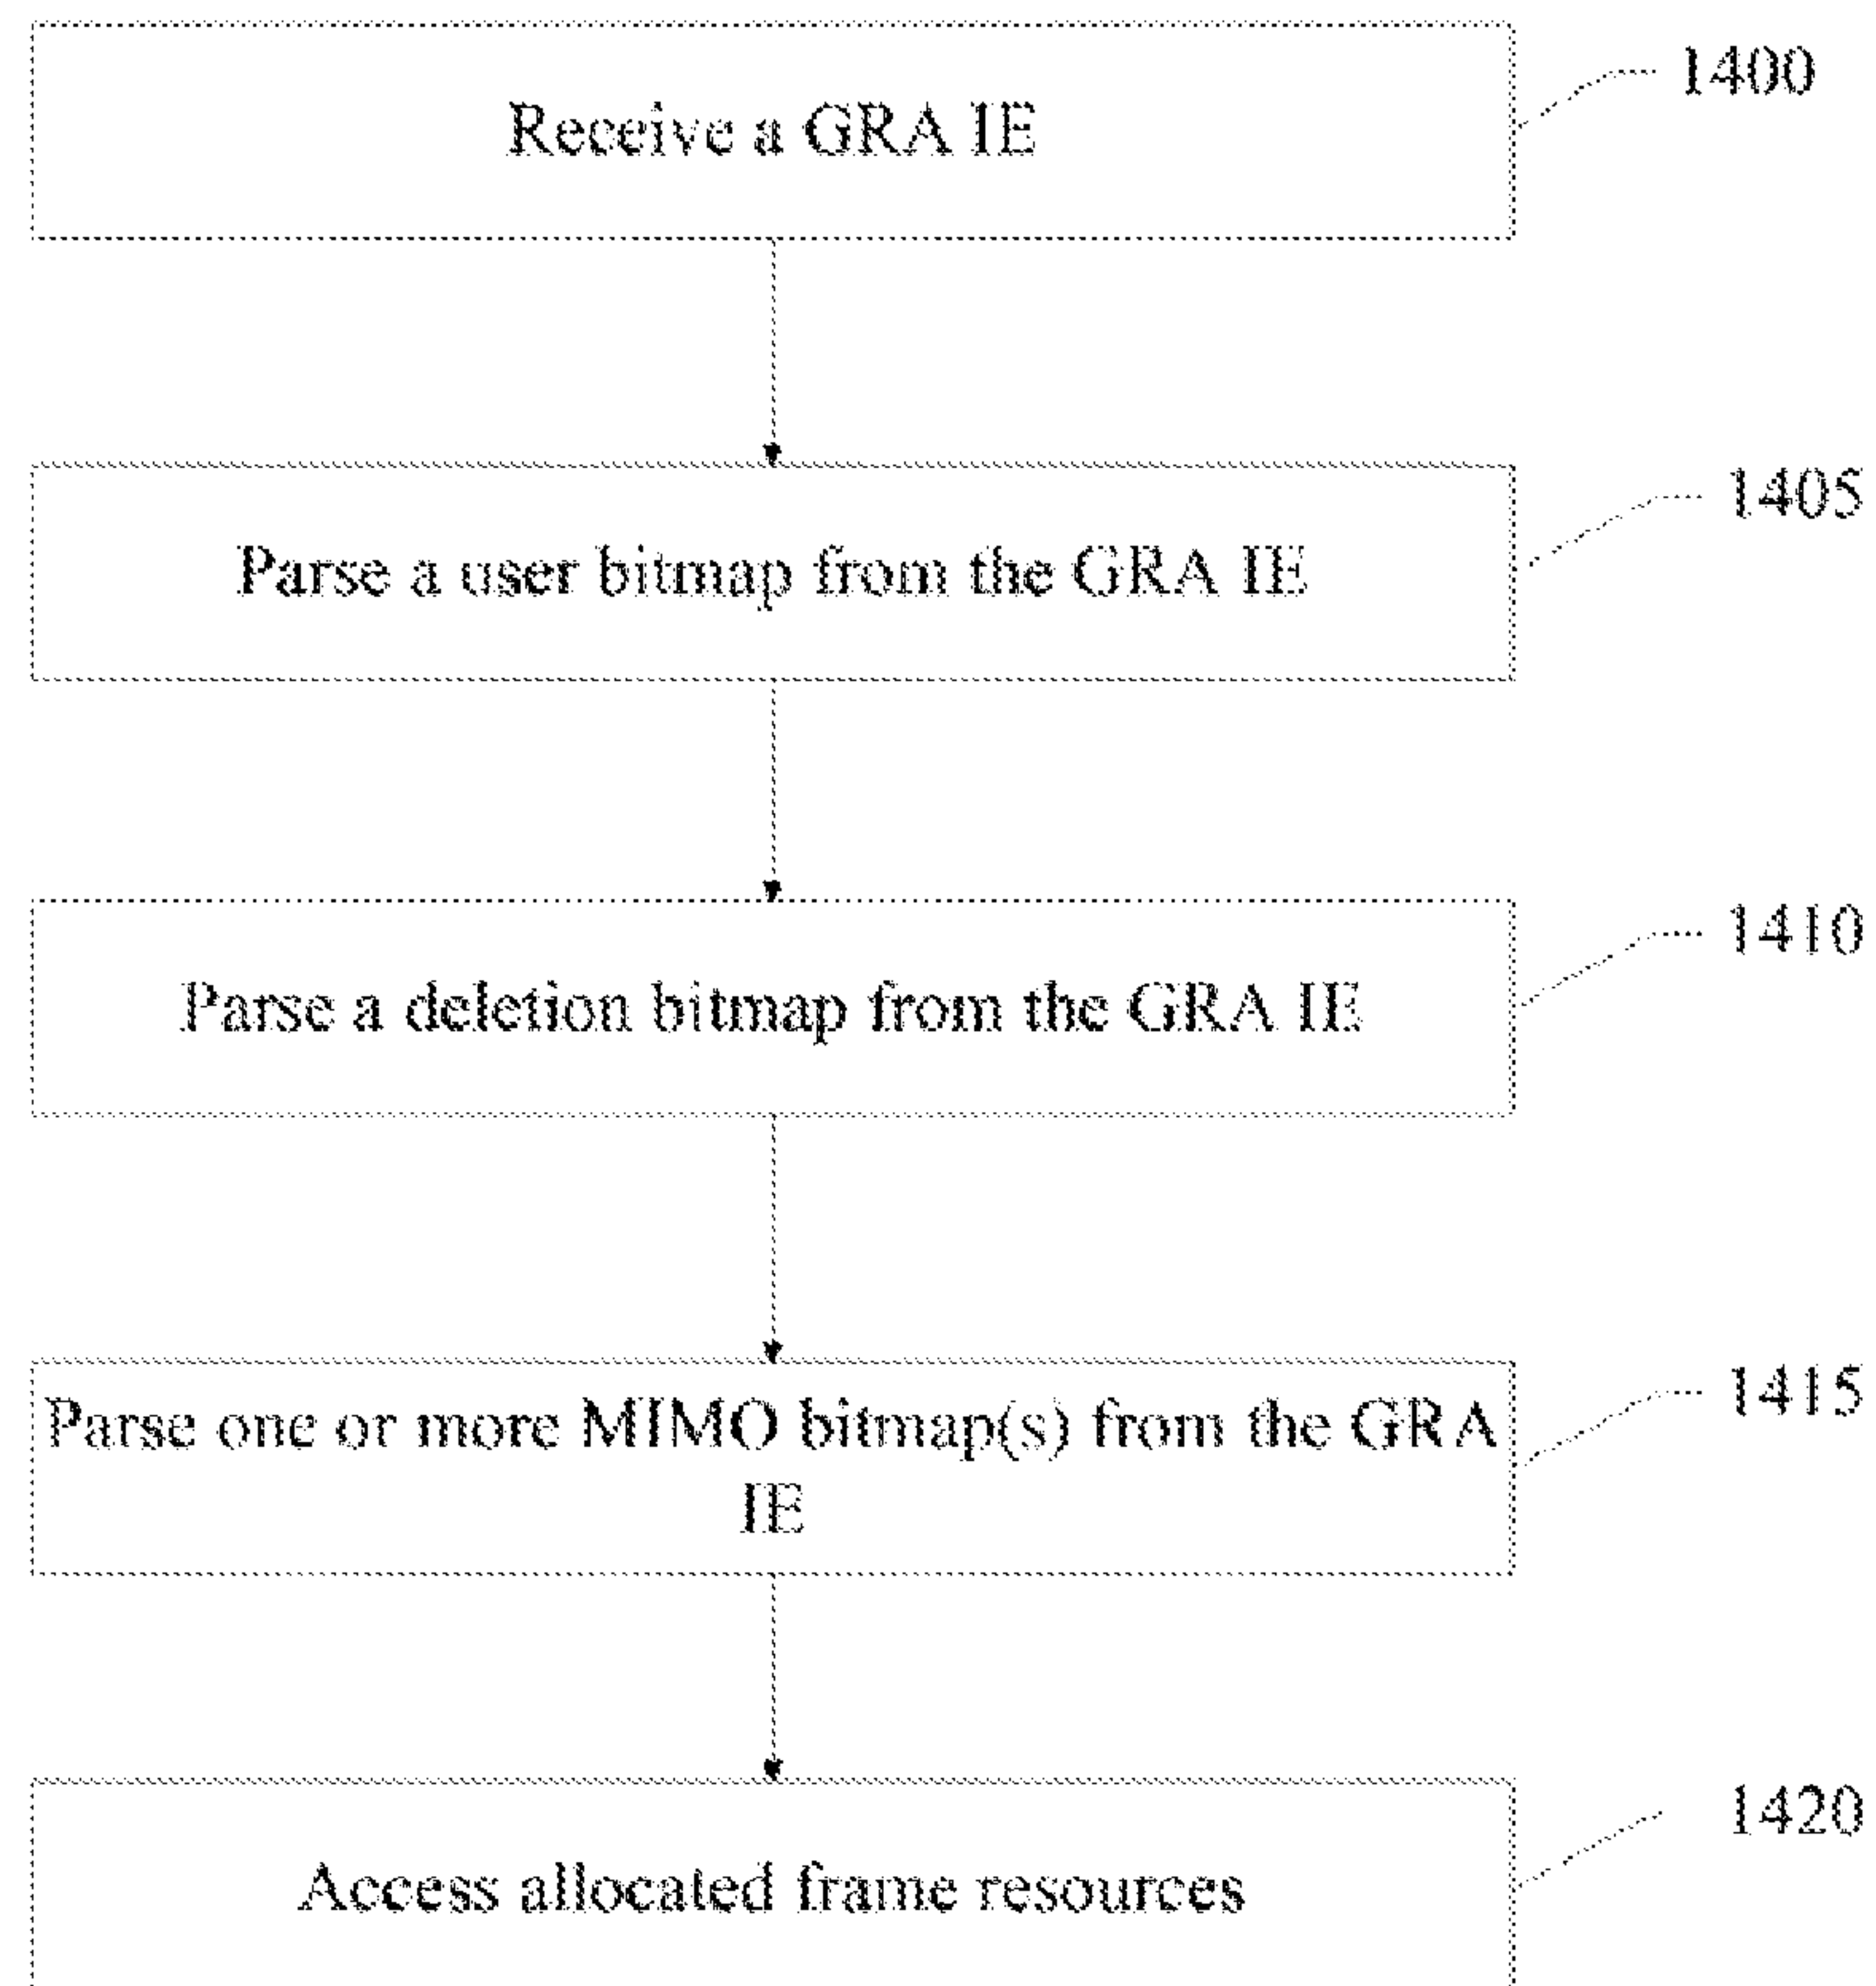 Receive a GRA IE
1400
Parse a user bitmap from the GRA IE
1405
Parse a deletion bitmap from the GRA IE
1410
Parse one or more MIMO bitmap(s) from the GRA
IE
1415
Access allocated frame resources
1420